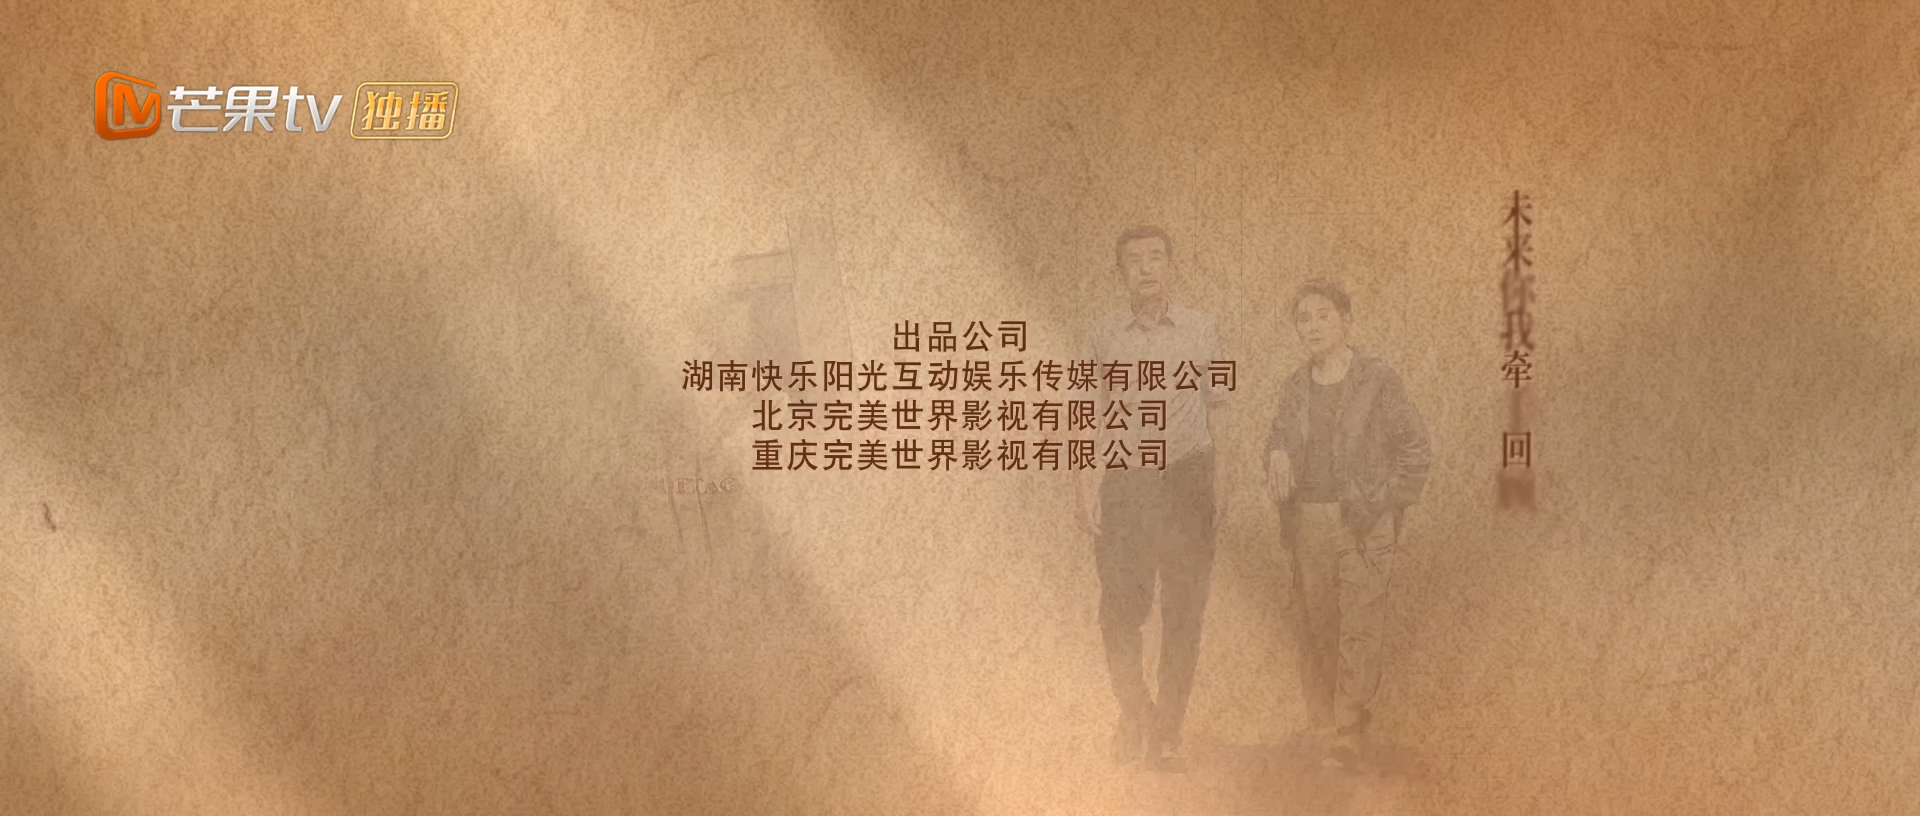 芒果tv 独播
出品公司
湖南快乐阳光互动娱乐传媒有限公司
北京完美世界影视有限公司
重庆完美世界影视有限公司
未来你我牵
回